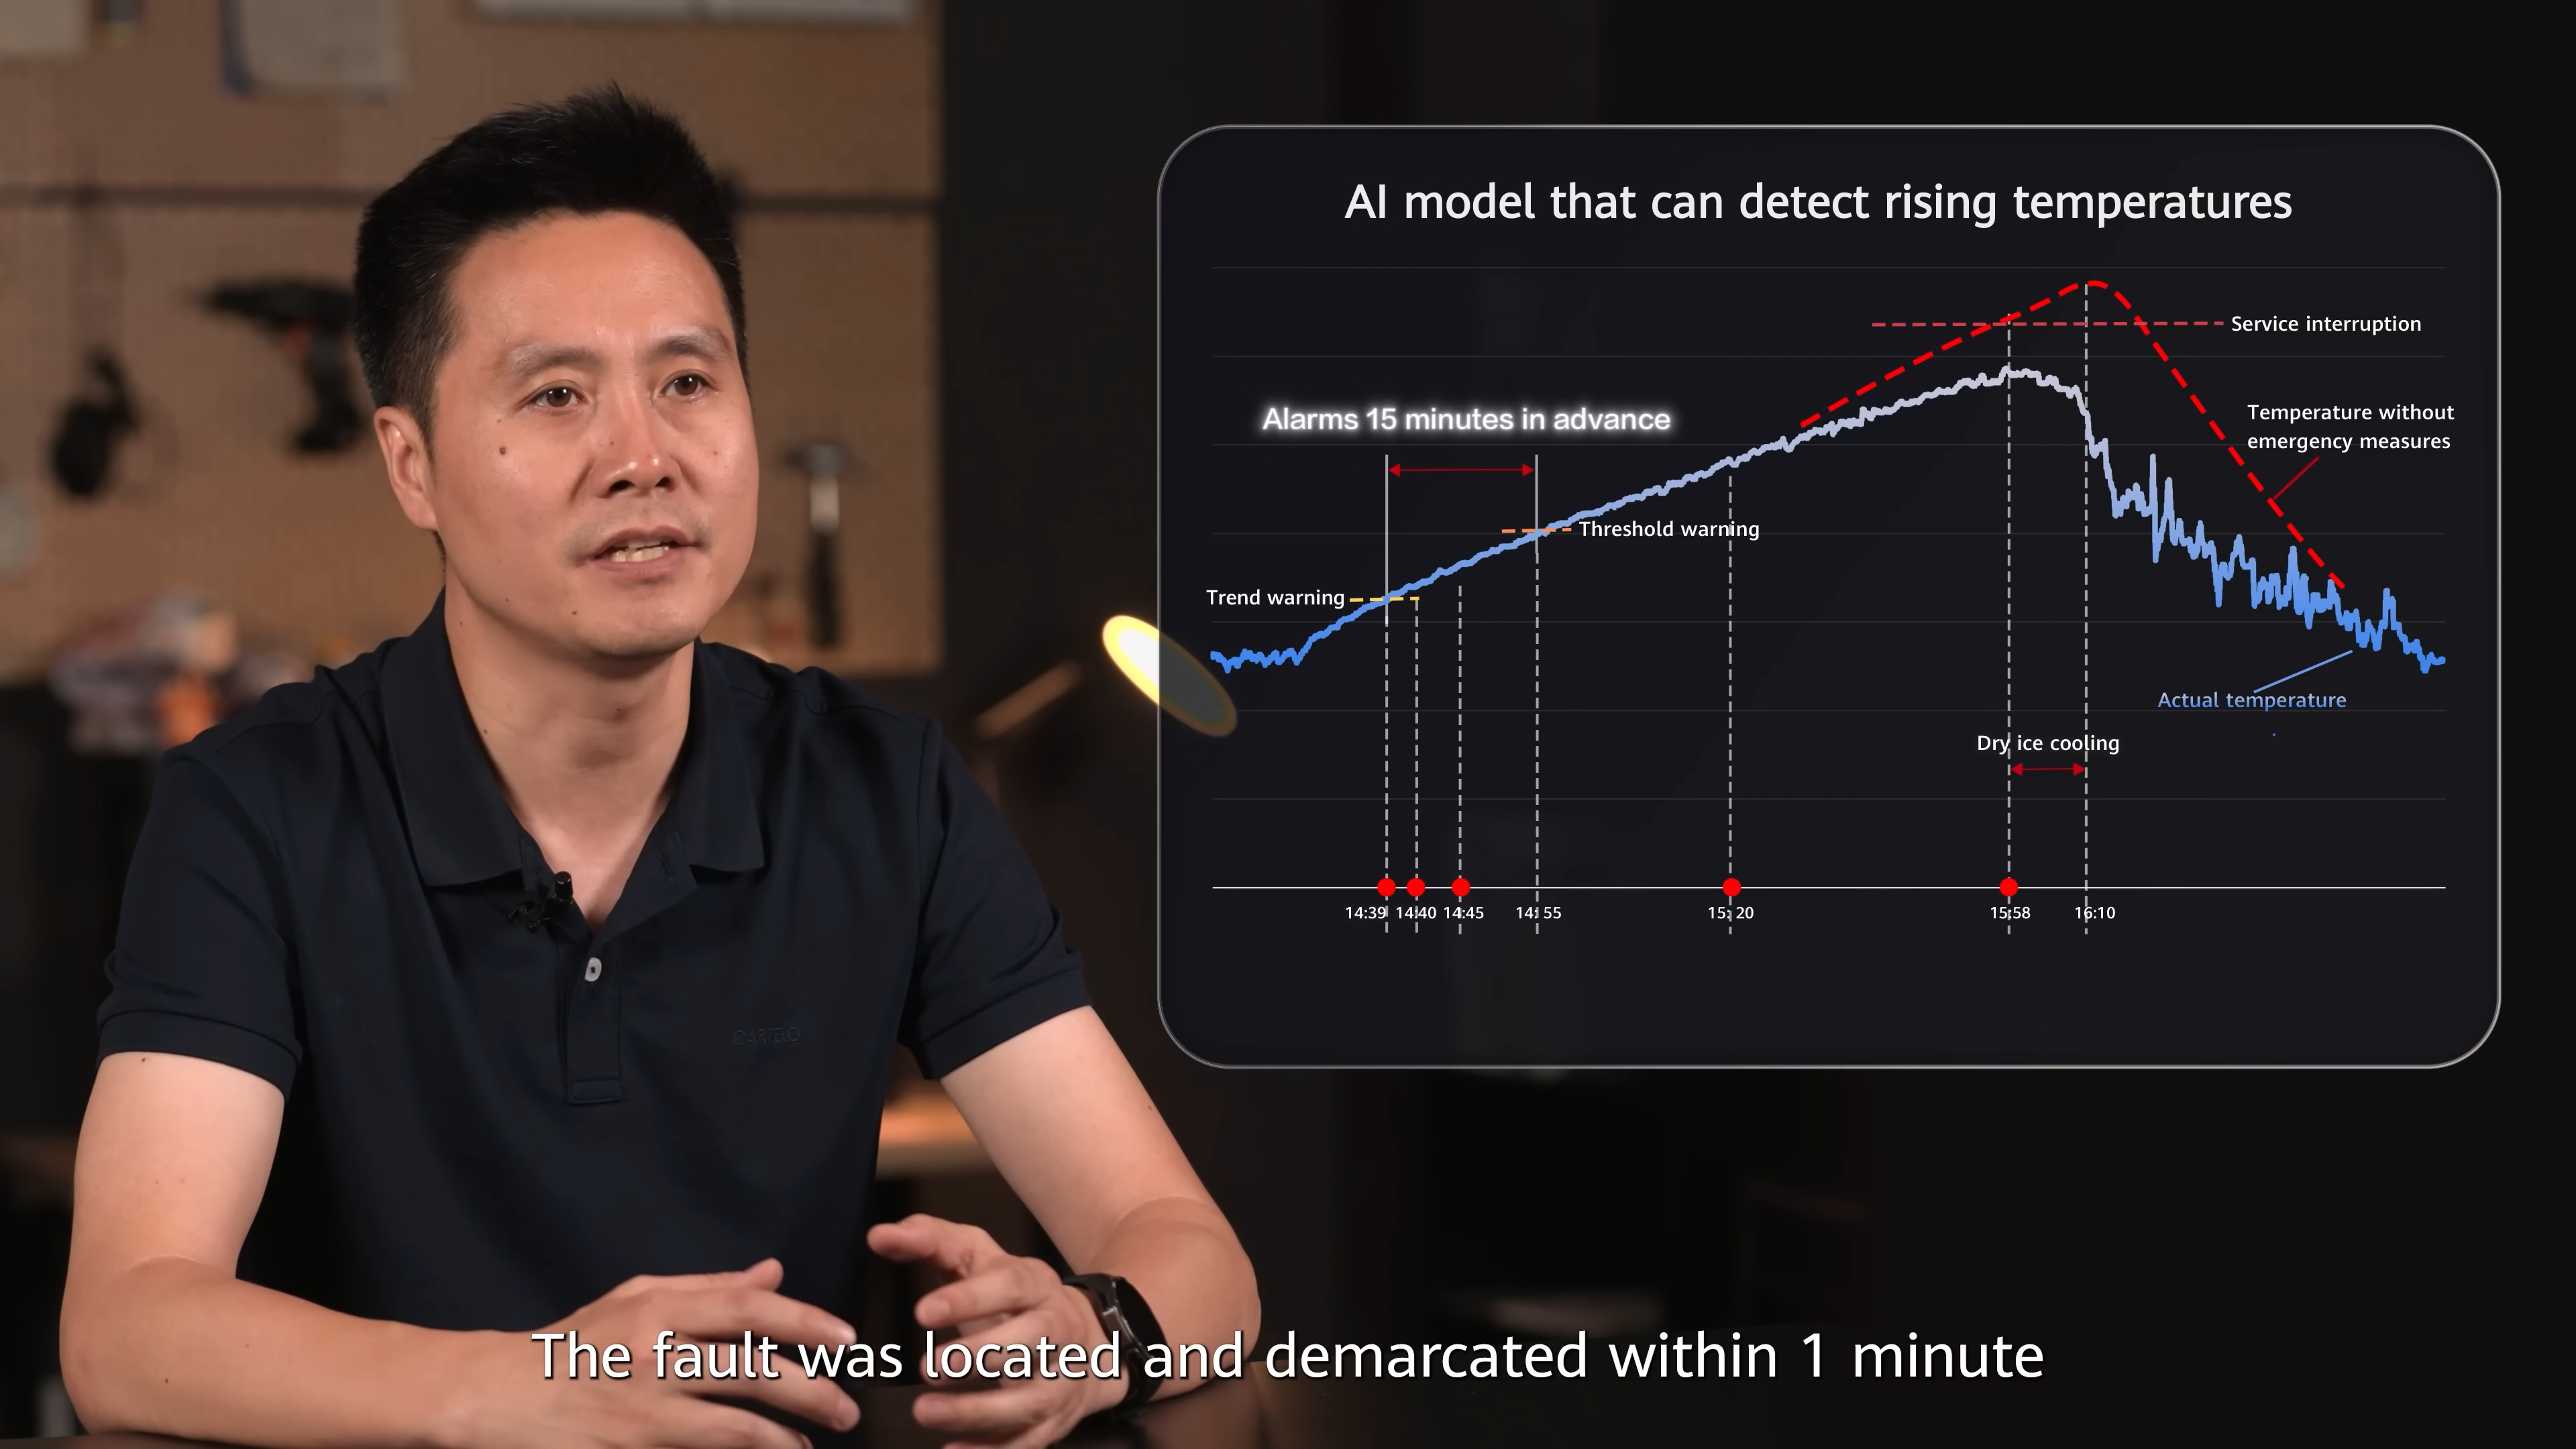 AI model that can detect rising temperatures
Service interruption
Temperature without
emergency measures
Alarms 15 minutes in advance
Threshold warning
Trend warning
Actual temperature
Dry ice cooling
14:39 14:40 14:45 14:55 15:20 15:58 16:10
CARTELO
The fault was located and demarcated within 1 minute